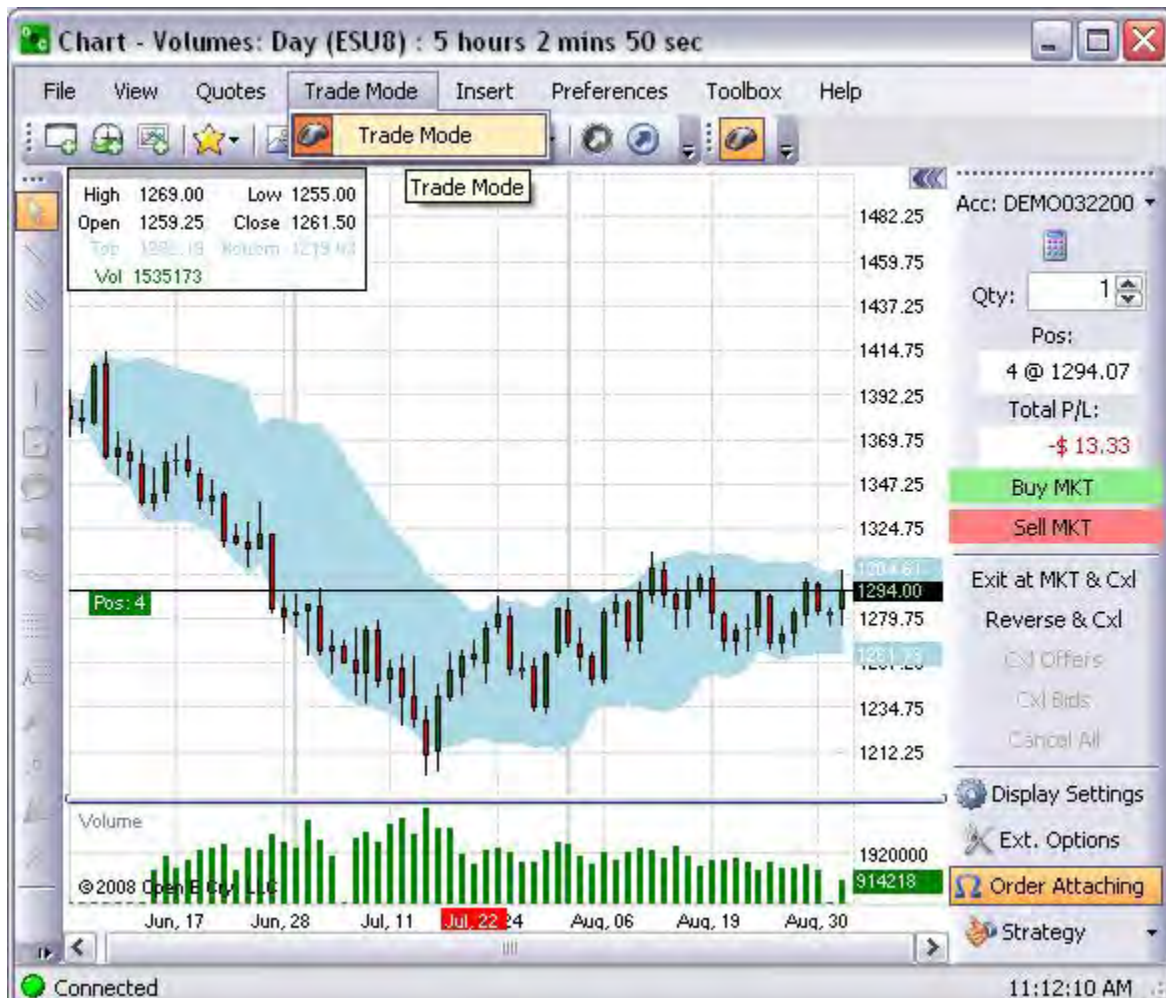 Chart - Volumes: Day (ESU8) : 5 hours 2 mins 50 sec
File View Quotes Trade Mode Insert Preferences Toolbox Help
Trade Mode
Trade Mode
High 1269.00 Low 1255.00
Open 1259.25 Close 1261.50
Top Bottom
Vol 1535173
1482.25
1459.75
1437.25
1414.75
1392.25
1369.75
1347.25
1324.75
1294.00
1279.75
1234.75
1212.25
Pos: 4
Volume
1920000
914218
©2008 Open E Cry, LLC
Jun, 17 Jun, 28 Jul, 11 Jul, 22 24 Aug, 06 Aug, 19 Aug, 30
Acc: DEMO032200
Qty: 1
Pos:
4 @ 1294.07
Total P/L:
-$ 13.33
Buy MKT
Sell MKT
Exit at MKT & Cxl
Reverse & Cxl
Cxl Offers
Cxl Bids
Cancel All
Display Settings
Ext. Options
Order Attaching
Strategy
Connected 11:12:10 AM